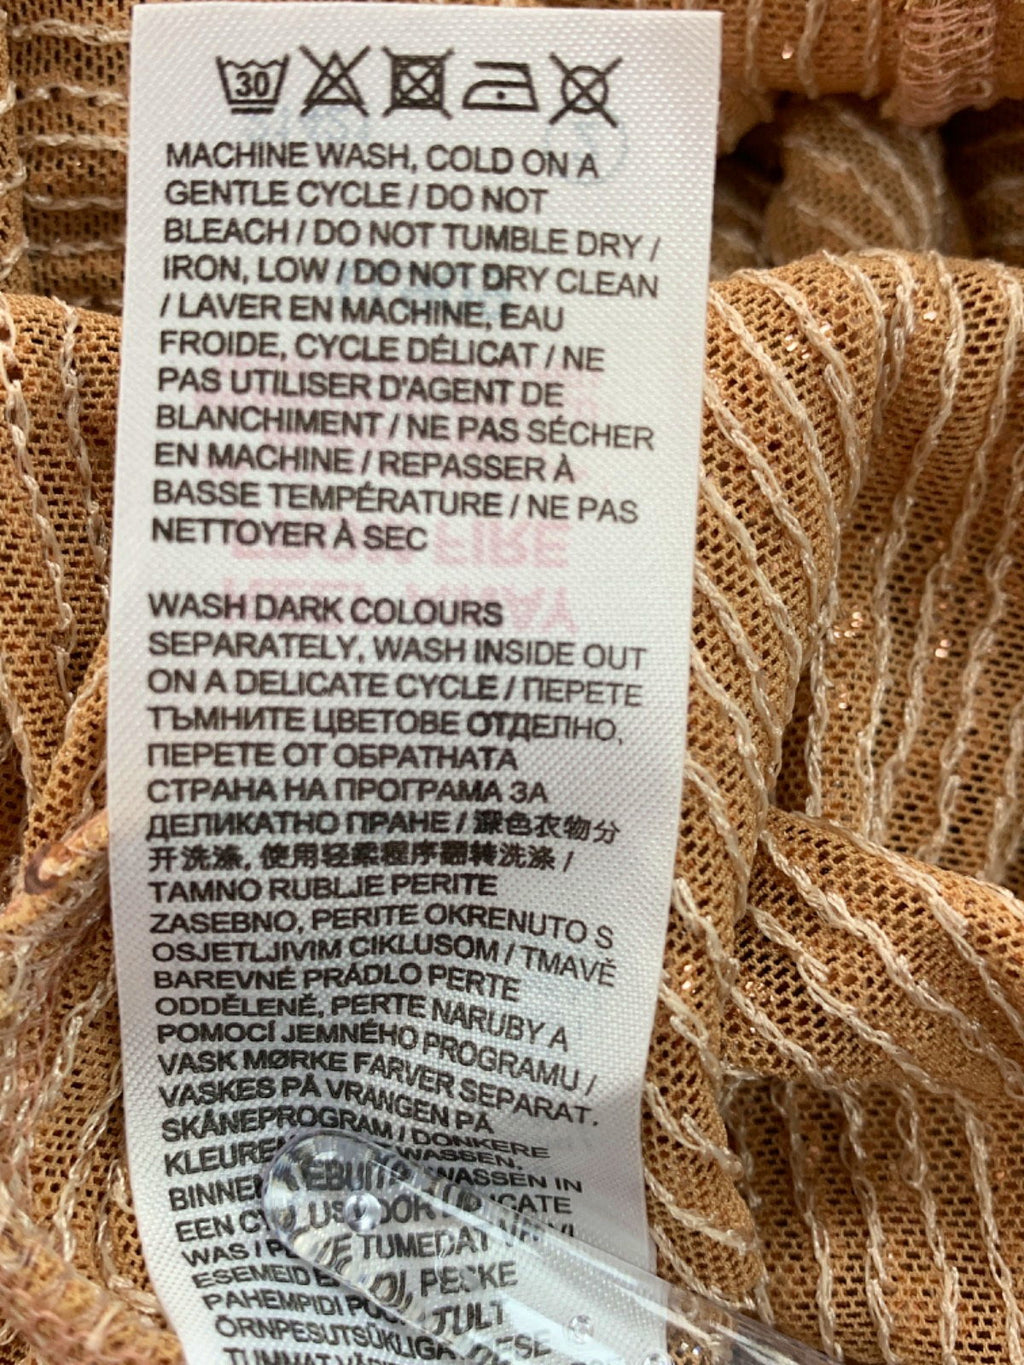 30
MACHINE WASH, COLD ON A
GENTLE CYCLE / DO NOT
BLEACH / DO NOT TUMBLE DRY /
IRON, LOW / DO NOT DRY CLEAN
/ LAVER EN MACHINE, EAU
FROIDE, CYCLE DÉLICAT / NE
PAS UTILISER D'AGENT DE
BLANCHIMENT / NE PAS SÉCHER
EN MACHINE / REPASSER À
BASSE TEMPÉRATURE / NE PAS
NETTOYER À SEC
WASH DARK COLOURS
SEPARATELY, WASH INSIDE OUT
ON A DELICATE CYCLE / ПЕРЕТЕ
ТЪМНИТЕ ЦВЕТОВЕ ОТДЕЛНО,
ПЕРЕТЕ ОТ ОБРАТНАТА
СТРАНА НА ПРОГРАМА ЗА
ДЕЛИКАТНО ПРАНЕ / 深色衣物分
开洗涤, 使用轻柔程序翻转洗涤 /
TAMNO RUBLJE PERITE
ZASEBNO, PERITE OKRENUTO S
OSJETLJIVIM CIKLUSOM / TMAVĚ
BAREVNÉ PRÁDLO PERTE
ODDĚLENĚ, PERTE NARUBY A
POMOCÍ JEMNÉHO PROGRAMU /
VASK MØRKE FARVER SEPARAT,
VASKES PÅ VRANGEN PÅ
SKÅNEPROGRAM / DONKERE
WASSEN,
WASSEN IN
EEN
WAS /
TUMEDAT
PESKE
TULT